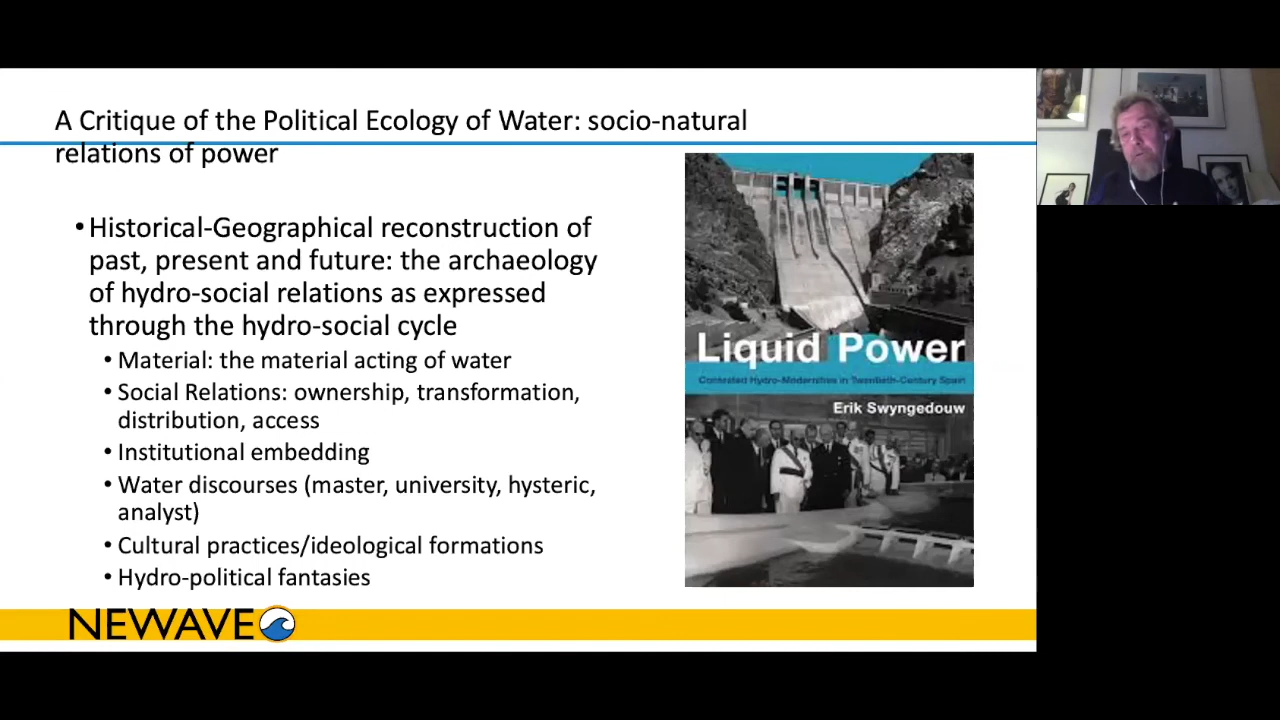 A Critique of the Political Ecology of Water: socio-natural
relations of power
•Historical-Geographical reconstruction of
past, present and future: the archaeology
of hydro-social relations as expressed
through the hydro-social cycle
• Material: the material acting of water
• Social Relations: ownership, transformation,
distribution, access
• Institutional embedding
• Water discourses (master, university, hysteric,
analyst)
• Cultural practices/ideological formations
• Hydro-political fantasies
Liquid Power
Contested Hydro-Modernities in Twentieth-Century Spain
Erik Swyngedouw
NEWAVE